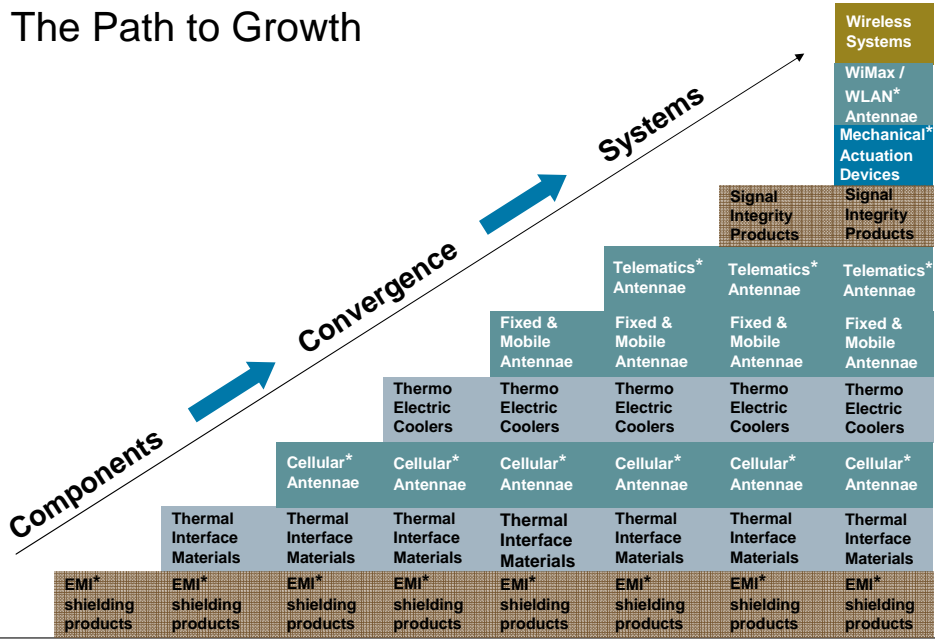 The Path to Growth
Wireless
Systems
WiMax /
WLAN*
Antennae
Mechanical*
Actuation
Devices
Systems
Signal
Integrity
Products
Signal
Integrity
Products
Convergence
Telematics*
Antennae
Telematics*
Antennae
Telematics*
Antennae
Fixed &
Mobile
Antennae
Fixed &
Mobile
Antennae
Fixed &
Mobile
Antennae
Fixed &
Mobile
Antennae
Thermo
Electric
Coolers
Thermo
Electric
Coolers
Thermo
Electric
Coolers
Thermo
Electric
Coolers
Thermo
Electric
Coolers
Components
Cellular*
Antennae
Cellular*
Antennae
Cellular*
Antennae
Cellular*
Antennae
Cellular*
Antennae
Cellular*
Antennae
Thermal
Interface
Materials
Thermal
Interface
Materials
Thermal
Interface
Materials
Thermal
Interface
Materials
Thermal
Interface
Materials
Thermal
Interface
Materials
Thermal
Interface
Materials
EMI*
shielding
products
EMI*
shielding
products
EMI*
shielding
products
EMI*
shielding
products
EMI*
shielding
products
EMI*
shielding
products
EMI*
shielding
products
EMI*
shielding
products